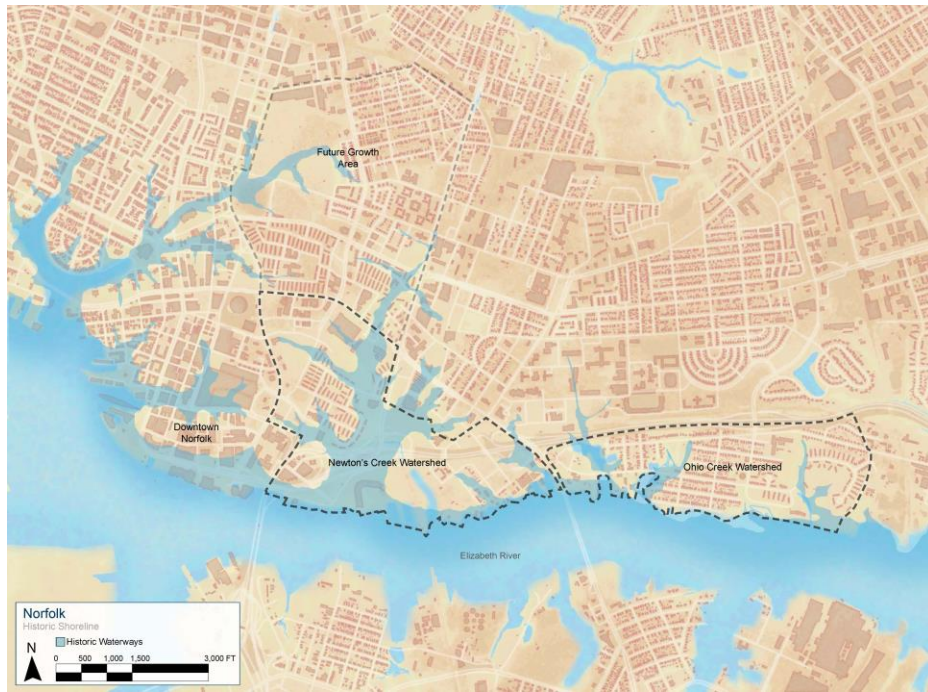 Future Growth
Area
Downtown
Norfolk
Newton's Creek Watershed
Ohio Creek Watershed
Elizabeth River
Norfolk
Historic Shoreline
Historic Waterways
N
0 500 1,000 1,500 3,000 FT